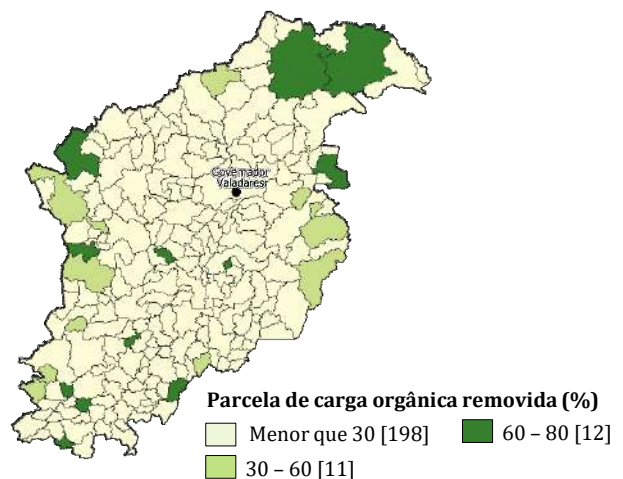 Governador
Valadares
Parcela de carga orgânica removida (%)
Menor que 30 [198]
60 – 80 [12]
30 – 60 [11]